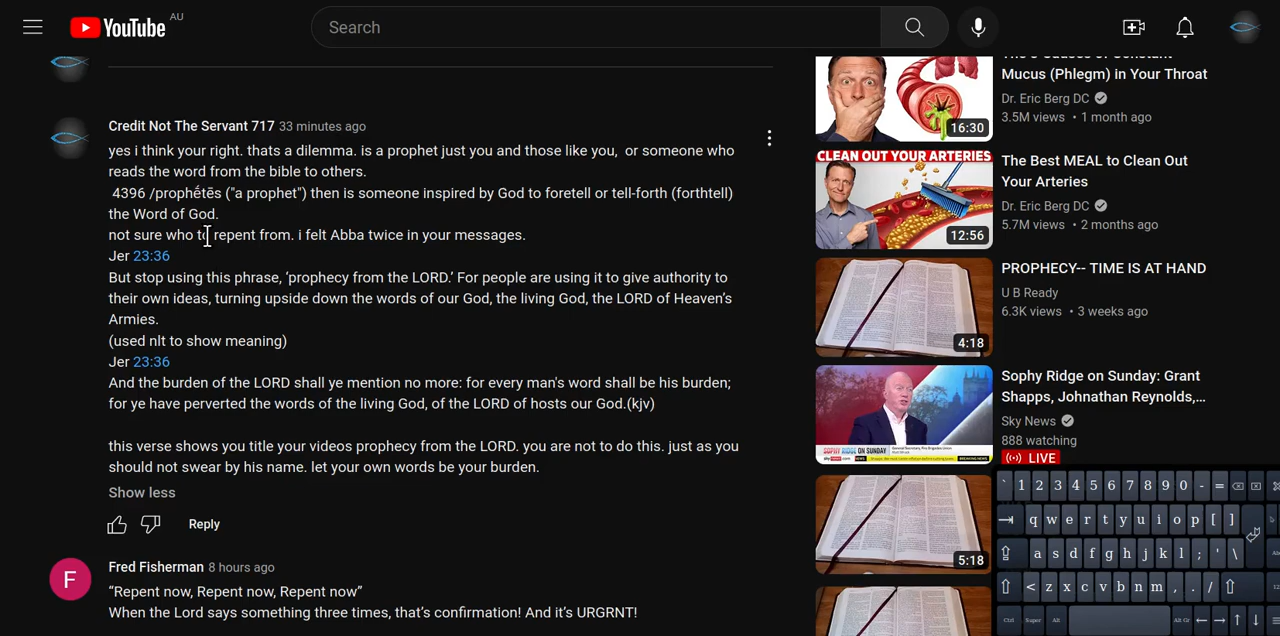 YouTube AU
Search
Credit Not The Servant 717 33 minutes ago
yes i think your right. thats a dilemma. is a prophet just you and those like you,  or someone who
reads the word from the bible to others.
4396 /prophḗtēs ("a prophet") then is someone inspired by God to foretell or tell-forth (forthtell)
the Word of God.
not sure who to repent from. i felt Abba twice in your messages.
Jer 23:36
But stop using this phrase, ‘prophecy from the LORD.’ For people are using it to give authority to
their own ideas, turning upside down the words of our God, the living God, the LORD of Heaven’s
Armies.
(used nlt to show meaning)
Jer 23:36
And the burden of the LORD shall ye mention no more: for every man's word shall be his burden;
for ye have perverted the words of the living God, of the LORD of hosts our God.(kjv)
this verse shows you title your videos prophecy from the LORD. you are not to do this. just as you
should not swear by his name. let your own words be your burden.
Show less
Reply
F
Fred Fisherman 8 hours ago
“Repent now, Repent now, Repent now”
When the Lord says something three times, that’s confirmation! And it’s URGRNT!
Mucus (Phlegm) in Your Throat
Dr. Eric Berg DC
3.5M views • 1 month ago
16:30
CLEAN OUT YOUR ARTERIES
12:56
The Best MEAL to Clean Out
Your Arteries
Dr. Eric Berg DC
5.7M views • 2 months ago
4:18
PROPHECY-- TIME IS AT HAND
U B Ready
6.3K views • 3 weeks ago
SOPHY RIDGE ON SUNDAY
Sophy Ridge on Sunday: Grant
Shapps, Johnathan Reynolds,...
Sky News
888 watching
LIVE
5:18
` 1 2 3 4 5 6 7 8 9 0 - =
q w e r t y u i o p [ ]
a s d f g h j k l ; ' \
< z x c v b n m , . /
Ctrl Super Alt Alt Gr